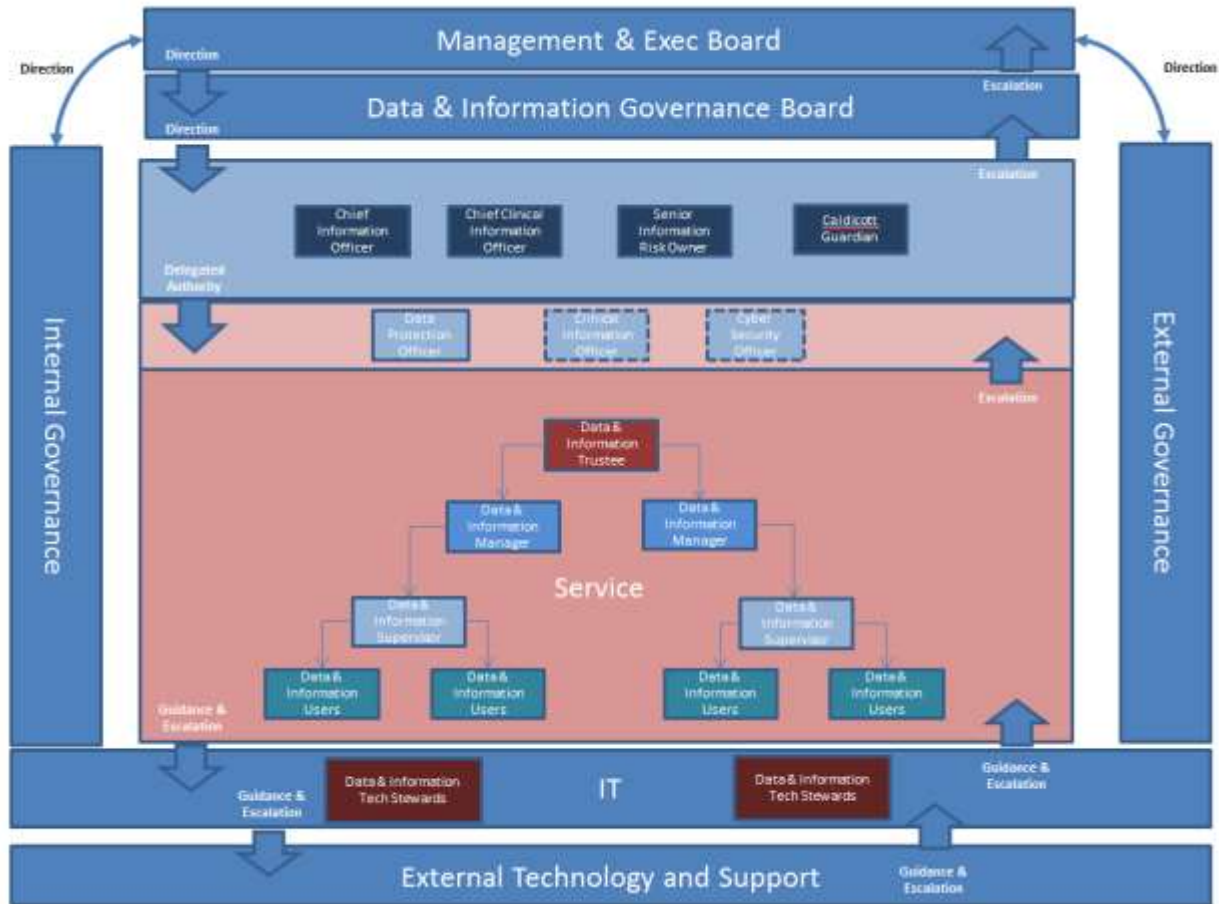 Management & Exec Board
Direction
Direction
Direction
Escalation
Data & Information Governance Board
Direction
Escalation
Internal Governance
External Governance
Chief
Information
Officer
Chief Clinical
Information
Officer
Senior
Information
Risk Owner
Caldicott
Guardian
Delegated
Authority
Data
Protection
Officer
Clinical
Information
Officer
Cyber
Security
Officer
Escalation
Data &
Information
Trustee
Data &
Information
Manager
Data &
Information
Manager
Service
Data &
Information
Supervisor
Data &
Information
Supervisor
Data &
Information
Users
Data &
Information
Users
Data &
Information
Users
Data &
Information
Users
Guidance &
Escalation
Guidance &
Escalation
Data & Information
Tech Stewards
IT
Data & Information
Tech Stewards
Guidance &
Escalation
External Technology and Support
Guidance &
Escalation